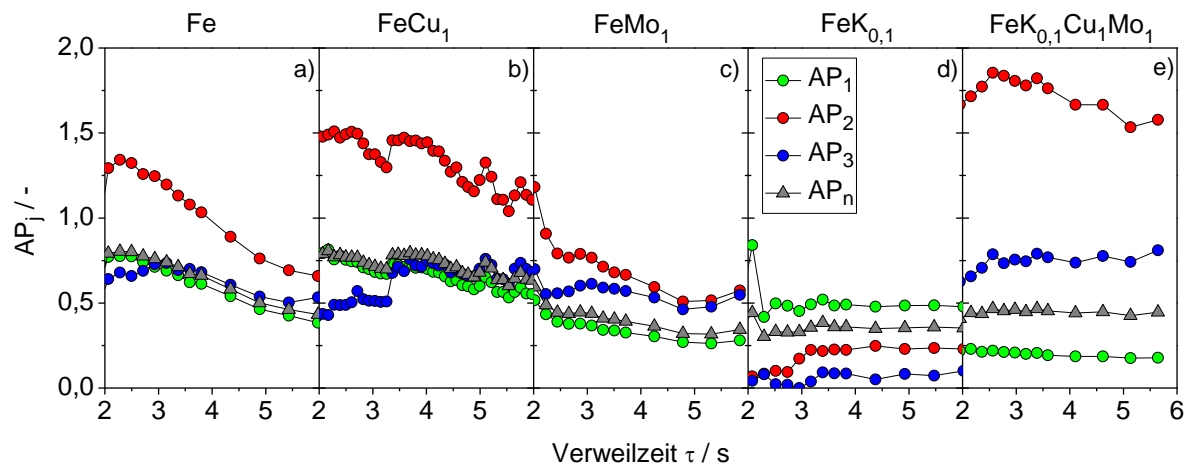 Fe FeCu₁ FeMo₁ FeK₀,₁ FeK₀,₁Cu₁Mo₁
2,0
a) b) c) d) e)
AP₁
AP₂
AP₃
APₙ
1,5
1,0
0,5
0,0
APⱼ / -
2 3 4 5 2 3 4 5 2 3 4 5 2 3 4 5 2 3 4 5 6
Verweilzeit τ / s